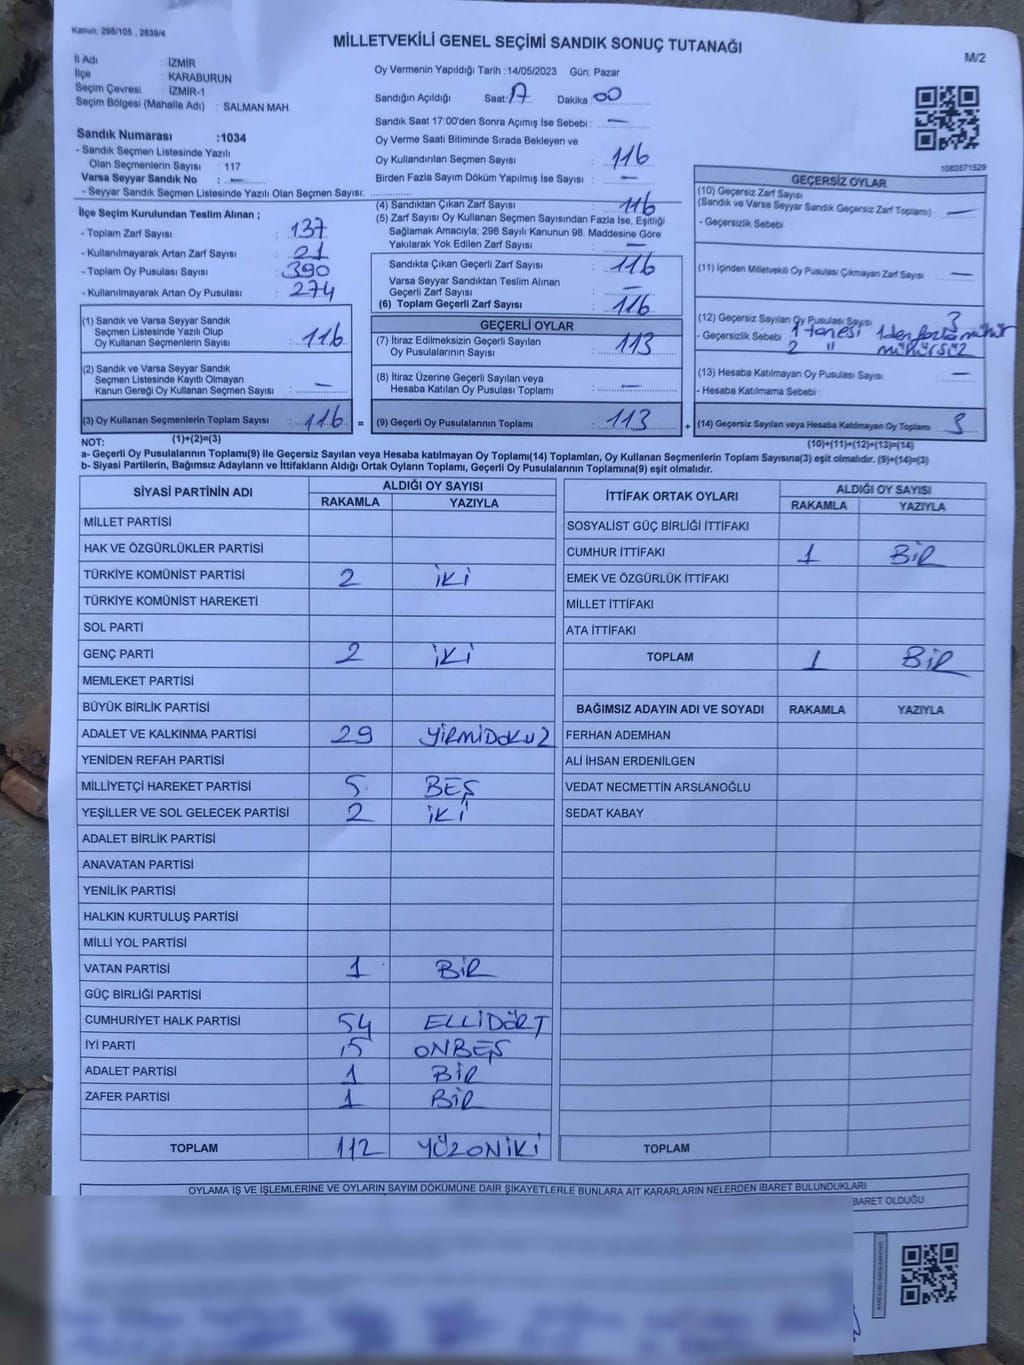 Kanun. 298/105 , 2839/4
MİLLETVEKİLİ GENEL SEÇİMİ SANDIK SONUÇ TUTANAĞI
M/2
İl Adı : İZMİR
İlçe : KARABURUN
Seçim Çevresi : İZMİR-1
Seçim Bölgesi (Mahalle Adı) : SALMAN MAH.
Sandık Numarası :1034
- Sandık Seçmen Listesinde Yazılı
Olan Seçmenlerin Sayısı : 117
Varsa Seyyar Sandık No : —
- Seyyar Sandık Seçmen Listesinde Yazılı Olan Seçmen Sayısı:
Oy Vermenin Yapıldığı Tarih :14/05/2023 Gün: Pazar
Sandığın Açıldığı Saat: Dakika: 00
Sandık Saat 17:00'den Sonra Açımış İse Sebebi : —
Oy Verme Saati Bitiminde Sırada Bekleyen ve
Oy Kullandırılan Seçmen Sayısı : 116
Birden Fazla Sayım Döküm Yapılmış İse Sayısı : —
1083571529
İlçe Seçim Kurulundan Teslim Alınan ;
- Toplam Zarf Sayısı : 137
- Kullanılmayarak Artan Zarf Sayısı : 21
- Toplam Oy Pusulası Sayısı : 390
- Kullanılmayarak Artan Oy Pusulası : 274
(4) Sandıktan Çıkan Zarf Sayısı : 116
(5) Zarf Sayısı Oy Kullanan Seçmen Sayısından Fazla İse, Eşitliği
Sağlamak Amacıyla; 298 Sayılı Kanunun 98. Maddesine Göre
Yakılarak Yok Edilen Zarf Sayısı : —
Sandıkta Çıkan Geçerli Zarf Sayısı : 116
Varsa Seyyar Sandıktan Teslim Alınan
Geçerli Zarf Sayısı : —
(6) Toplam Geçerli Zarf Sayısı : 116
GEÇERSİZ OYLAR
(10) Geçersiz Zarf Sayısı
(Sandık ve Varsa Seyyar Sandık Geçersiz Zarf Toplamı) : —
- Geçersizlik Sebebi :
(11) İçinden Milletvekili Oy Pusulası Çıkmayan Zarf Sayısı : —
(12) Geçersiz Sayılan Oy Pusulası Sayısı : 3
- Geçersizlik Sebebi : 1 tanesi 1den fazla mühür
2 " mühürsüz
(13) Hesaba Katılmayan Oy Pusulası Sayısı : —
- Hesaba Katılmama Sebebi :
(14) Geçersiz Sayılan veya Hesaba Katılmayan Oy Toplamı : 3
(10)+(11)+(12)+(13)=(14)
(1) Sandık ve Varsa Seyyar Sandık
Seçmen Listesinde Yazılı Olup
Oy Kullanan Seçmenlerin Sayısı : 116
(2) Sandık ve Varsa Seyyar Sandık
Seçmen Listesinde Kayıtlı Olmayan
Kanun Gereği Oy Kullanan Seçmen Sayısı : —
(3) Oy Kullanan Seçmenlerin Toplam Sayısı : 116 =
(1)+(2)=(3)
GEÇERLİ OYLAR
(7) İtiraz Edilmeksizin Geçerli Sayılan
Oy Pusulalarının Sayısı : 113
(8) İtiraz Üzerine Geçerli Sayılan veya
Hesaba Katılan Oy Pusulası Toplamı : —
(9) Geçerli Oy Pusulalarının Toplamı : 113 +
NOT:
a- Geçerli Oy Pusulalarının Toplamı(9) ile Geçersiz Sayılan veya Hesaba katılmayan Oy Toplamı(14) Toplamları, Oy Kullanan Seçmenlerin Toplam Sayısına(3) eşit olmalıdır. (9)+(14)=(3)
b- Siyasi Partilerin, Bağımsız Adayların ve İttifakların Aldığı Ortak Oyların Toplamı, Geçerli Oy Pusulalarının Toplamına(9) eşit olmalıdır.
SİYASİ PARTİNİN ADI ALDIĞI OY SAYISI
RAKAMLA YAZIYLA
MİLLET PARTİSİ
HAK VE ÖZGÜRLÜKLER PARTİSİ
TÜRKİYE KOMÜNİST PARTİSİ 2 İKİ
TÜRKİYE KOMÜNİST HAREKETİ
SOL PARTİ
GENÇ PARTİ 2 İKİ
MEMLEKET PARTİSİ
BÜYÜK BİRLİK PARTİSİ
ADALET VE KALKINMA PARTİSİ 29 YİRMİDOKUZ
YENİDEN REFAH PARTİSİ
MİLLİYETÇİ HAREKET PARTİSİ 5 BEŞ
YEŞİLLER VE SOL GELECEK PARTİSİ 2 İKİ
ADALET BİRLİK PARTİSİ
ANAVATAN PARTİSİ
YENİLİK PARTİSİ
HALKIN KURTULUŞ PARTİSİ
MİLLİ YOL PARTİSİ
VATAN PARTİSİ 1 BİR
GÜÇ BİRLİĞİ PARTİSİ
CUMHURİYET HALK PARTİSİ 54 ELLİDÖRT
İYİ PARTİ 15 ONBEŞ
ADALET PARTİSİ 1 BİR
ZAFER PARTİSİ 1 BİR
TOPLAM 112 YÜZONİKİ
İTTİFAK ORTAK OYLARI ALDIĞI OY SAYISI
RAKAMLA YAZIYLA
SOSYALİST GÜÇ BİRLİĞİ İTTİFAKI
CUMHUR İTTİFAKI 1 BİR
EMEK VE ÖZGÜRLÜK İTTİFAKI
MİLLET İTTİFAKI
ATA İTTİFAKI
TOPLAM 1 BİR
BAĞIMSIZ ADAYIN ADI VE SOYADI RAKAMLA YAZIYLA
FERHAN ADEMHAN
ALİ İHSAN ERDENİLGEN
VEDAT NECMETTİN ARSLANOĞLU
SEDAT KABAY
TOPLAM
OYLAMA İŞ VE İŞLEMLERİNE VE OYLARIN SAYIM DÖKÜMÜNE DAİR ŞİKAYETLERLE BUNLARA AİT KARARLARIN NELERDEN İBARET BULUNDUKLARI
BARET OLDUĞU